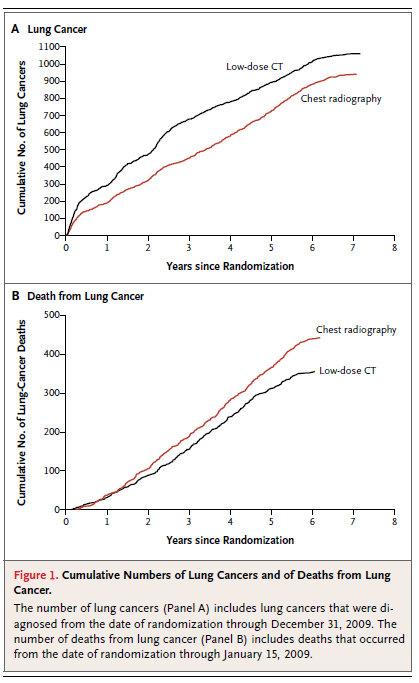 A Lung Cancer
1100
1000
900
800
700
600
500
400
300
200
100
0
Cumulative No. of Lung Cancers
Low-dose CT
Chest radiography
0 1 2 3 4 5 6 7 8
Years since Randomization
B Death from Lung Cancer
500
400
300
200
100
0
Cumulative No. of Lung-Cancer Deaths
Chest radiography
Low-dose CT
0 1 2 3 4 5 6 7 8
Years since Randomization
Figure 1. Cumulative Numbers of Lung Cancers and of Deaths from Lung
Cancer.
The number of lung cancers (Panel A) includes lung cancers that were di-
agnosed from the date of randomization through December 31, 2009. The
number of deaths from lung cancer (Panel B) includes deaths that occurred
from the date of randomization through January 15, 2009.